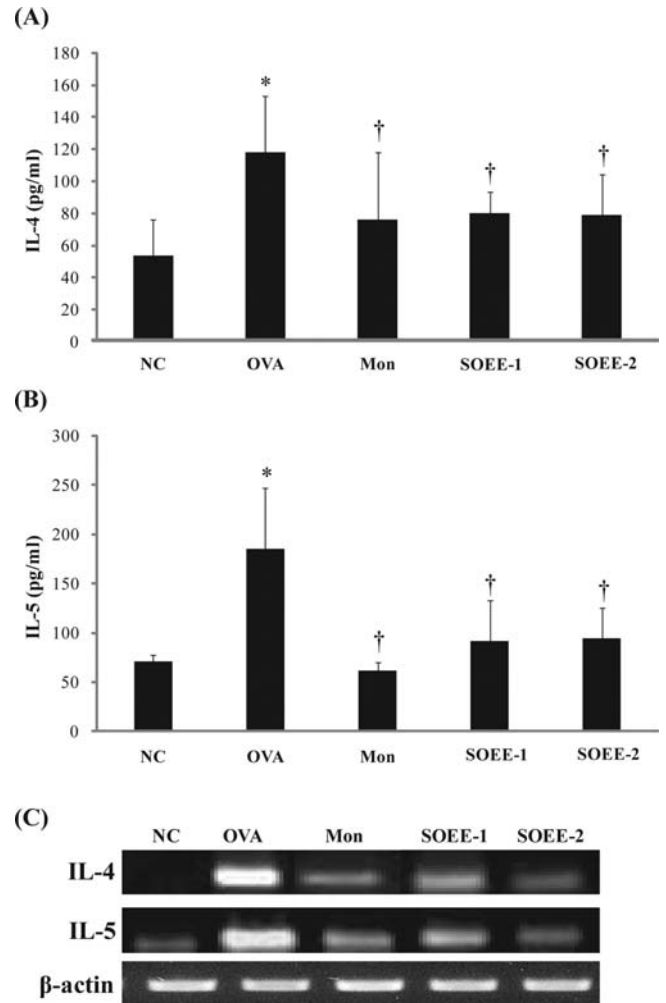 (A)
180
*
160
140
†
120
†
†
100
80
60
40
20
0
IL-4 (pg/ml)
NC OVA Mon SOEE-1 SOEE-2
(B)
300
*
250
200
150
†
†
100
†
50
0
IL-5 (pg/ml)
NC OVA Mon SOEE-1 SOEE-2
(C)
NC OVA Mon SOEE-1 SOEE-2
IL-4
IL-5
β-actin